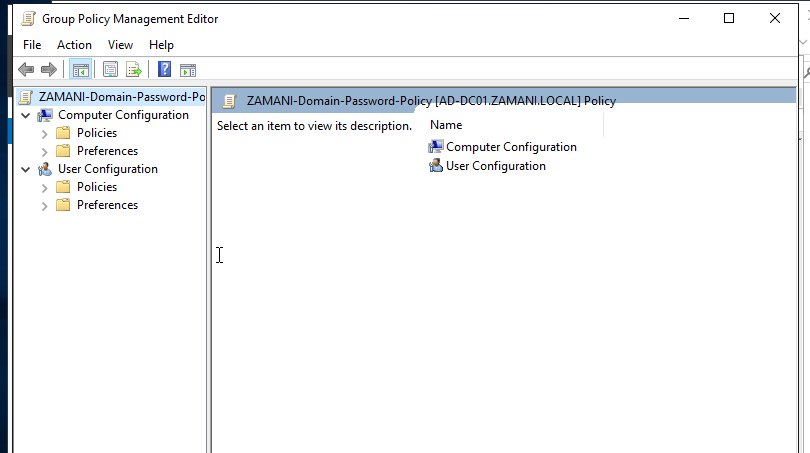 Group Policy Management Editor
File Action View Help
ZAMANI-Domain-Password-Po
Computer Configuration
Policies
Preferences
User Configuration
Policies
Preferences
ZAMANI-Domain-Password-Policy [AD-DC01.ZAMANI.LOCAL] Policy
Select an item to view its description.
Name
Computer Configuration
User Configuration